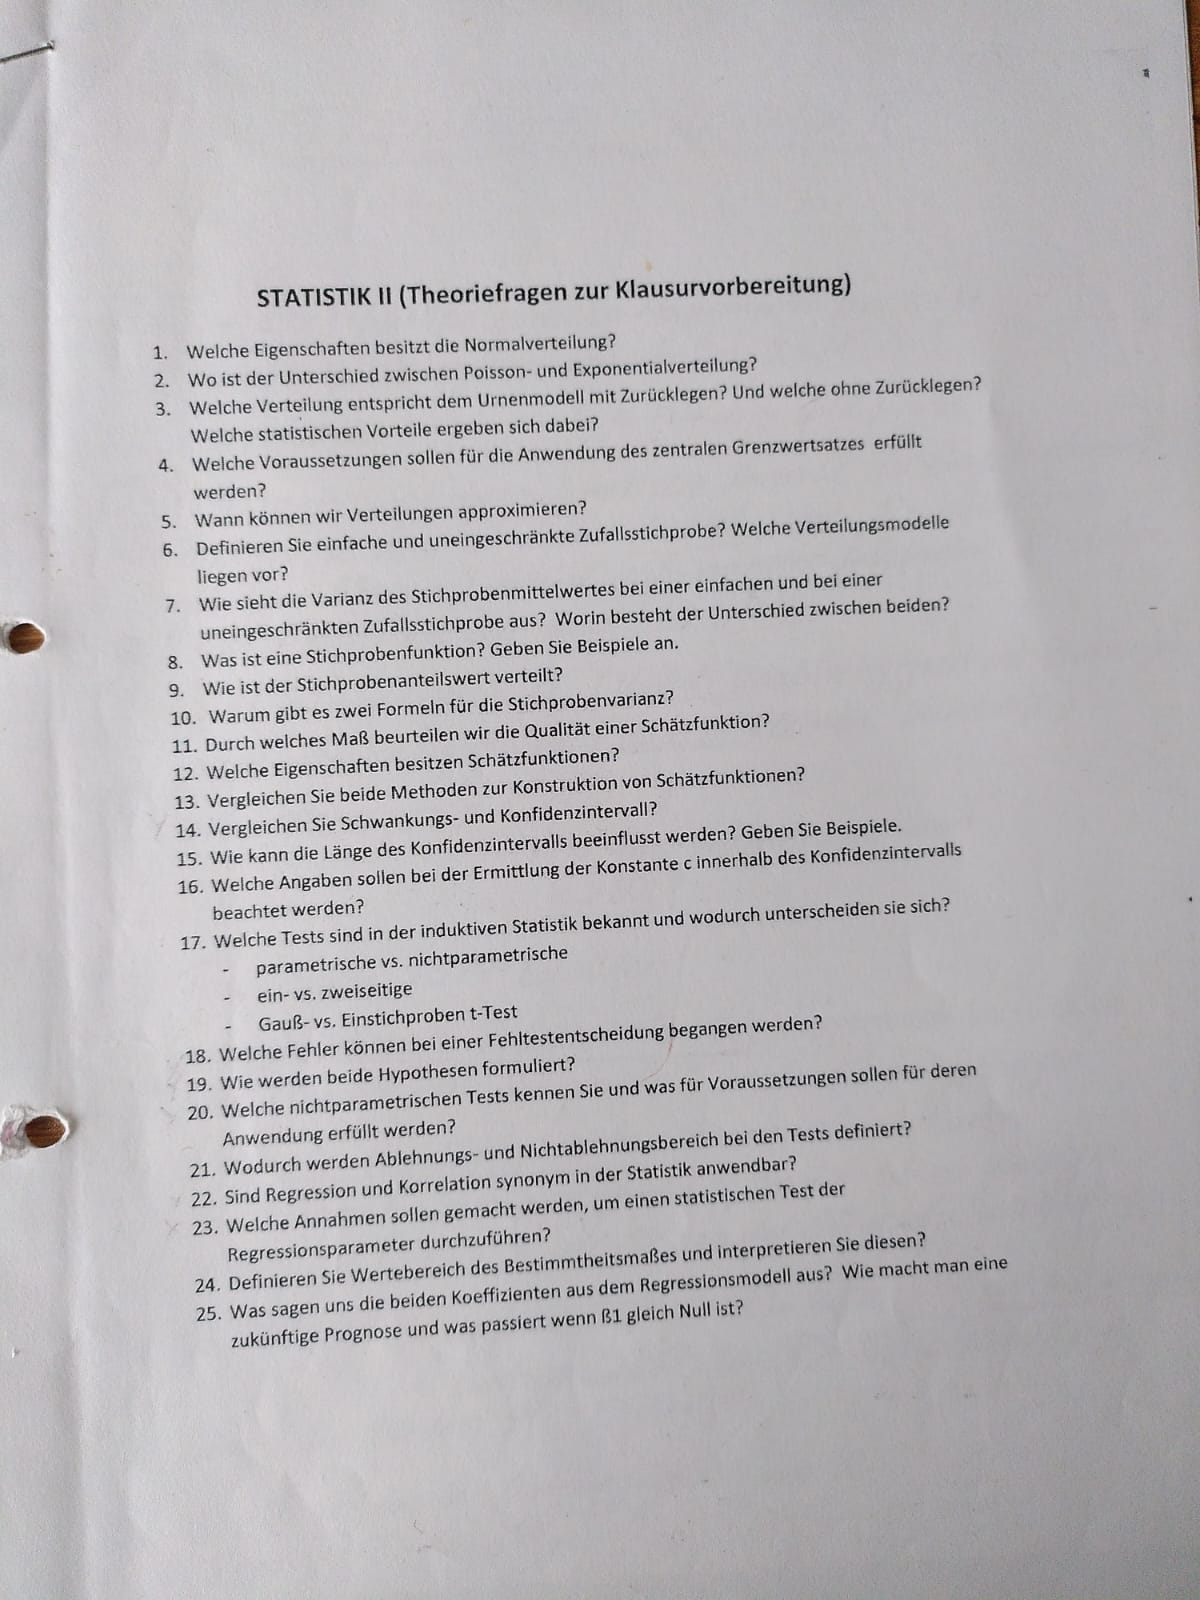 STATISTIK II (Theoriefragen zur Klausurvorbereitung)
1. Welche Eigenschaften besitzt die Normalverteilung?
2. Wo ist der Unterschied zwischen Poisson- und Exponentialverteilung?
3. Welche Verteilung entspricht dem Urnenmodell mit Zurücklegen? Und welche ohne Zurücklegen?
Welche statistischen Vorteile ergeben sich dabei?
4. Welche Voraussetzungen sollen für die Anwendung des zentralen Grenzwertsatzes erfüllt
werden?
5. Wann können wir Verteilungen approximieren?
6. Definieren Sie einfache und uneingeschränkte Zufallsstichprobe? Welche Verteilungsmodelle
liegen vor?
7. Wie sieht die Varianz des Stichprobenmittelwertes bei einer einfachen und bei einer
uneingeschränkten Zufallsstichprobe aus? Worin besteht der Unterschied zwischen beiden?
8. Was ist eine Stichprobenfunktion? Geben Sie Beispiele an.
9. Wie ist der Stichprobenanteilswert verteilt?
10. Warum gibt es zwei Formeln für die Stichprobenvarianz?
11. Durch welches Maß beurteilen wir die Qualität einer Schätzfunktion?
12. Welche Eigenschaften besitzen Schätzfunktionen?
13. Vergleichen Sie beide Methoden zur Konstruktion von Schätzfunktionen?
14. Vergleichen Sie Schwankungs- und Konfidenzintervall?
15. Wie kann die Länge des Konfidenzintervalls beeinflusst werden? Geben Sie Beispiele.
16. Welche Angaben sollen bei der Ermittlung der Konstante c innerhalb des Konfidenzintervalls
beachtet werden?
17. Welche Tests sind in der induktiven Statistik bekannt und wodurch unterscheiden sie sich?
- parametrische vs. nichtparametrische
- ein- vs. zweiseitige
- Gauß- vs. Einstichproben t-Test
18. Welche Fehler können bei einer Fehltestentscheidung begangen werden?
19. Wie werden beide Hypothesen formuliert?
20. Welche nichtparametrischen Tests kennen Sie und was für Voraussetzungen sollen für deren
Anwendung erfüllt werden?
21. Wodurch werden Ablehnungs- und Nichtablehnungsbereich bei den Tests definiert?
22. Sind Regression und Korrelation synonym in der Statistik anwendbar?
23. Welche Annahmen sollen gemacht werden, um einen statistischen Test der
Regressionsparameter durchzuführen?
24. Definieren Sie Wertebereich des Bestimmtheitsmaßes und interpretieren Sie diesen?
25. Was sagen uns die beiden Koeffizienten aus dem Regressionsmodell aus? Wie macht man eine
zukünftige Prognose und was passiert wenn ß1 gleich Null ist?